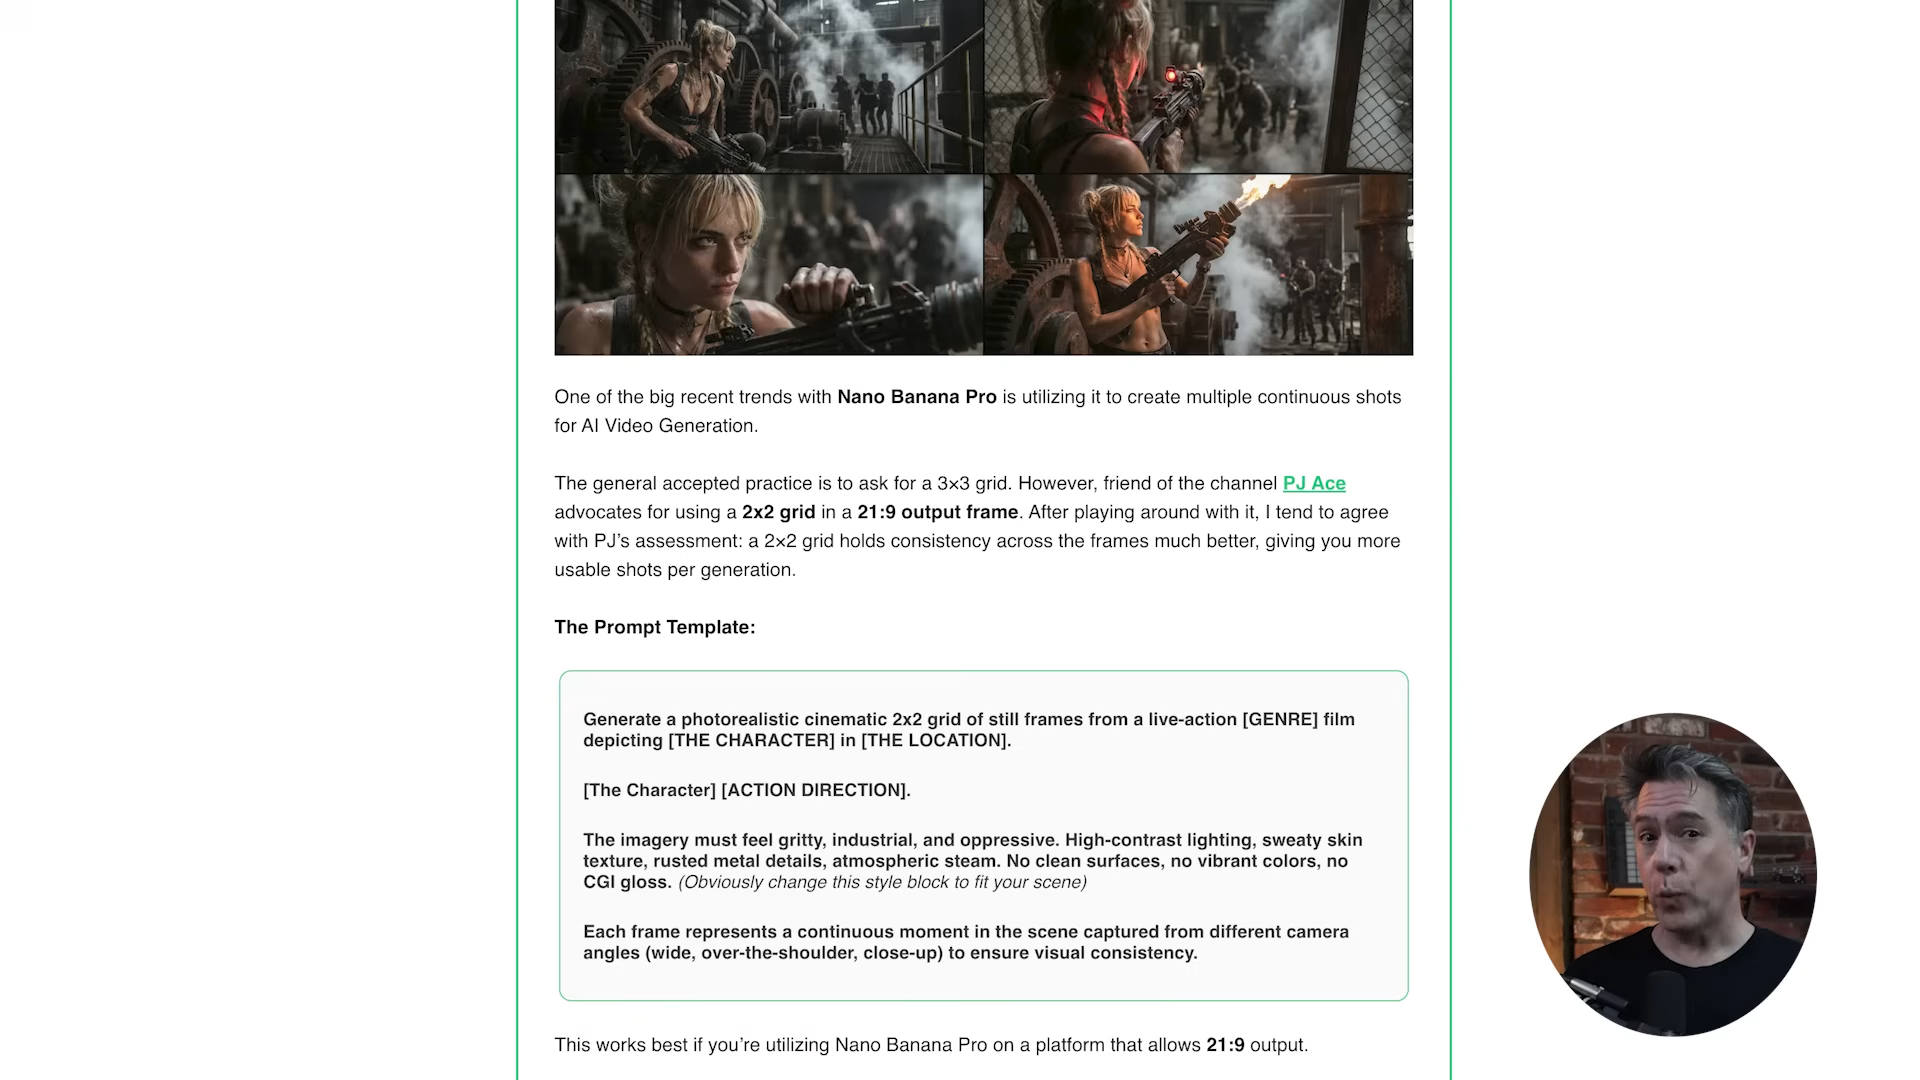 One of the big recent trends with Nano Banana Pro is utilizing it to create multiple continuous shots
for AI Video Generation.
The general accepted practice is to ask for a 3×3 grid. However, friend of the channel PJ Ace
advocates for using a 2x2 grid in a 21:9 output frame. After playing around with it, I tend to agree
with PJ’s assessment: a 2×2 grid holds consistency across the frames much better, giving you more
usable shots per generation.
The Prompt Template:
Generate a photorealistic cinematic 2x2 grid of still frames from a live-action [GENRE] film
depicting [THE CHARACTER] in [THE LOCATION].
[The Character] [ACTION DIRECTION].
The imagery must feel gritty, industrial, and oppressive. High-contrast lighting, sweaty skin
texture, rusted metal details, atmospheric steam. No clean surfaces, no vibrant colors, no
CGI gloss. (Obviously change this style block to fit your scene)
Each frame represents a continuous moment in the scene captured from different camera
angles (wide, over-the-shoulder, close-up) to ensure visual consistency.
This works best if you’re utilizing Nano Banana Pro on a platform that allows 21:9 output.